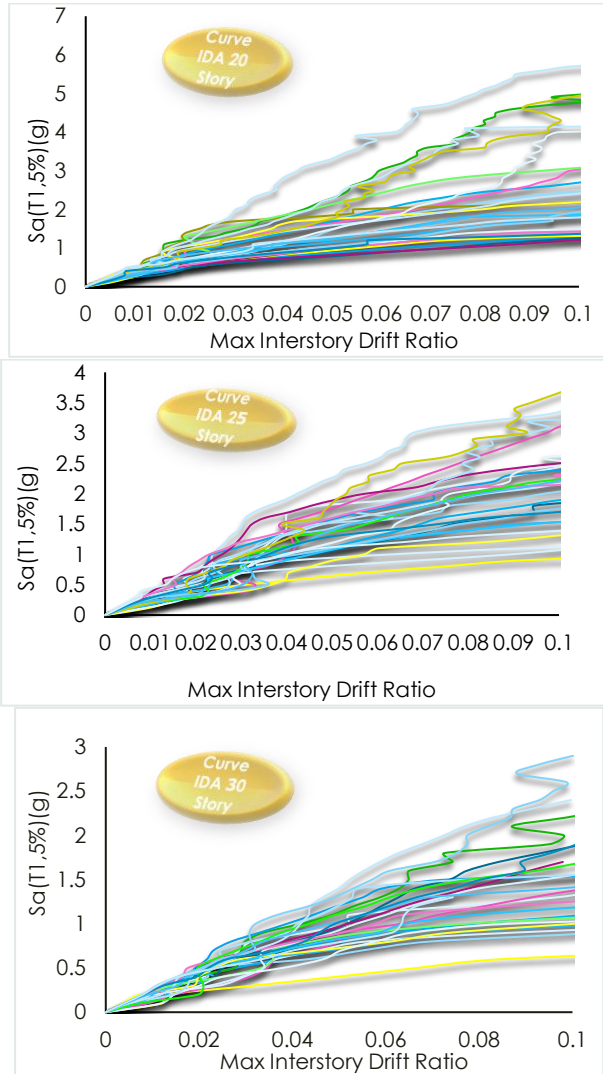 7
Curve
IDA 20
Story
6
5
4
3
2
1
0
Sa(T1,5%)(g)
0 0.01 0.02 0.03 0.04 0.05 0.06 0.07 0.08 0.09 0.1
Max Interstory Drift Ratio
4
Curve
IDA 25
Story
3.5
3
2.5
2
1.5
1
0.5
0
Sa(T1,5%)(g)
0 0.01 0.02 0.03 0.04 0.05 0.06 0.07 0.08 0.09 0.1
Max Interstory Drift Ratio
3
Curve
IDA 30
Story
2.5
2
1.5
1
0.5
0
Sa(T1,5%)(g)
0 0.02 0.04 0.06 0.08 0.1
Max Interstory Drift Ratio